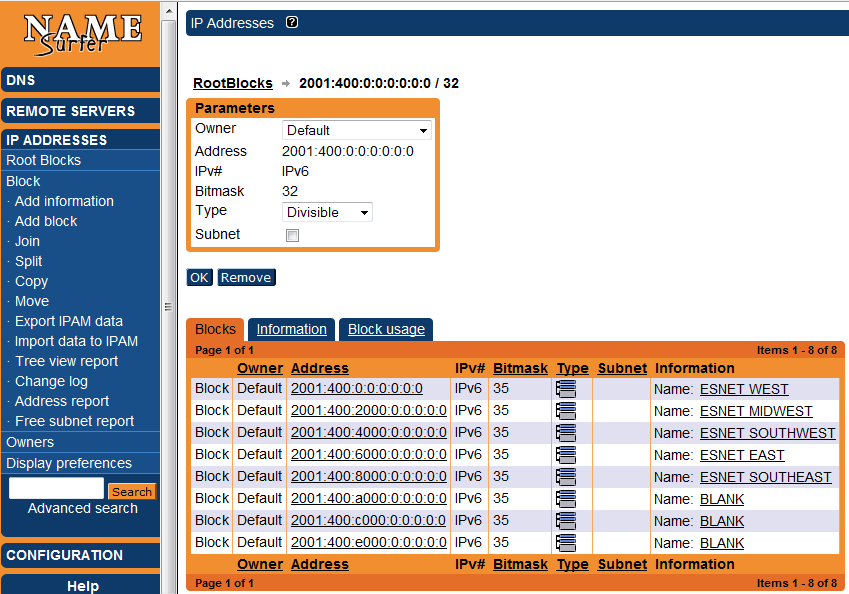 NAME
Surfer
DNS
REMOTE SERVERS
IP ADDRESSES
Root Blocks
Block
· Add information
· Add block
· Join
· Split
· Copy
· Move
· Export IPAM data
· Import data to IPAM
· Tree view report
· Change log
· Address report
· Free subnet report
Owners
Display preferences
Search
Advanced search
CONFIGURATION
Help
IP Addresses ?
RootBlocks → 2001:400:0:0:0:0:0:0 / 32
Parameters
Owner Default
Address 2001:400:0:0:0:0:0:0
IPv# IPv6
Bitmask 32
Type Divisible
Subnet
OK Remove
Blocks Information Block usage
Page 1 of 1 Items 1 - 8 of 8
Owner Address IPv# Bitmask Type Subnet Information
Block Default 2001:400:0:0:0:0:0:0 IPv6 35 Name: ESNET WEST
Block Default 2001:400:2000:0:0:0:0:0 IPv6 35 Name: ESNET MIDWEST
Block Default 2001:400:4000:0:0:0:0:0 IPv6 35 Name: ESNET SOUTHWEST
Block Default 2001:400:6000:0:0:0:0:0 IPv6 35 Name: ESNET EAST
Block Default 2001:400:8000:0:0:0:0:0 IPv6 35 Name: ESNET SOUTHEAST
Block Default 2001:400:a000:0:0:0:0:0 IPv6 35 Name: BLANK
Block Default 2001:400:c000:0:0:0:0:0 IPv6 35 Name: BLANK
Block Default 2001:400:e000:0:0:0:0:0 IPv6 35 Name: BLANK
Owner Address IPv# Bitmask Type Subnet Information
Page 1 of 1 Items 1 - 8 of 8